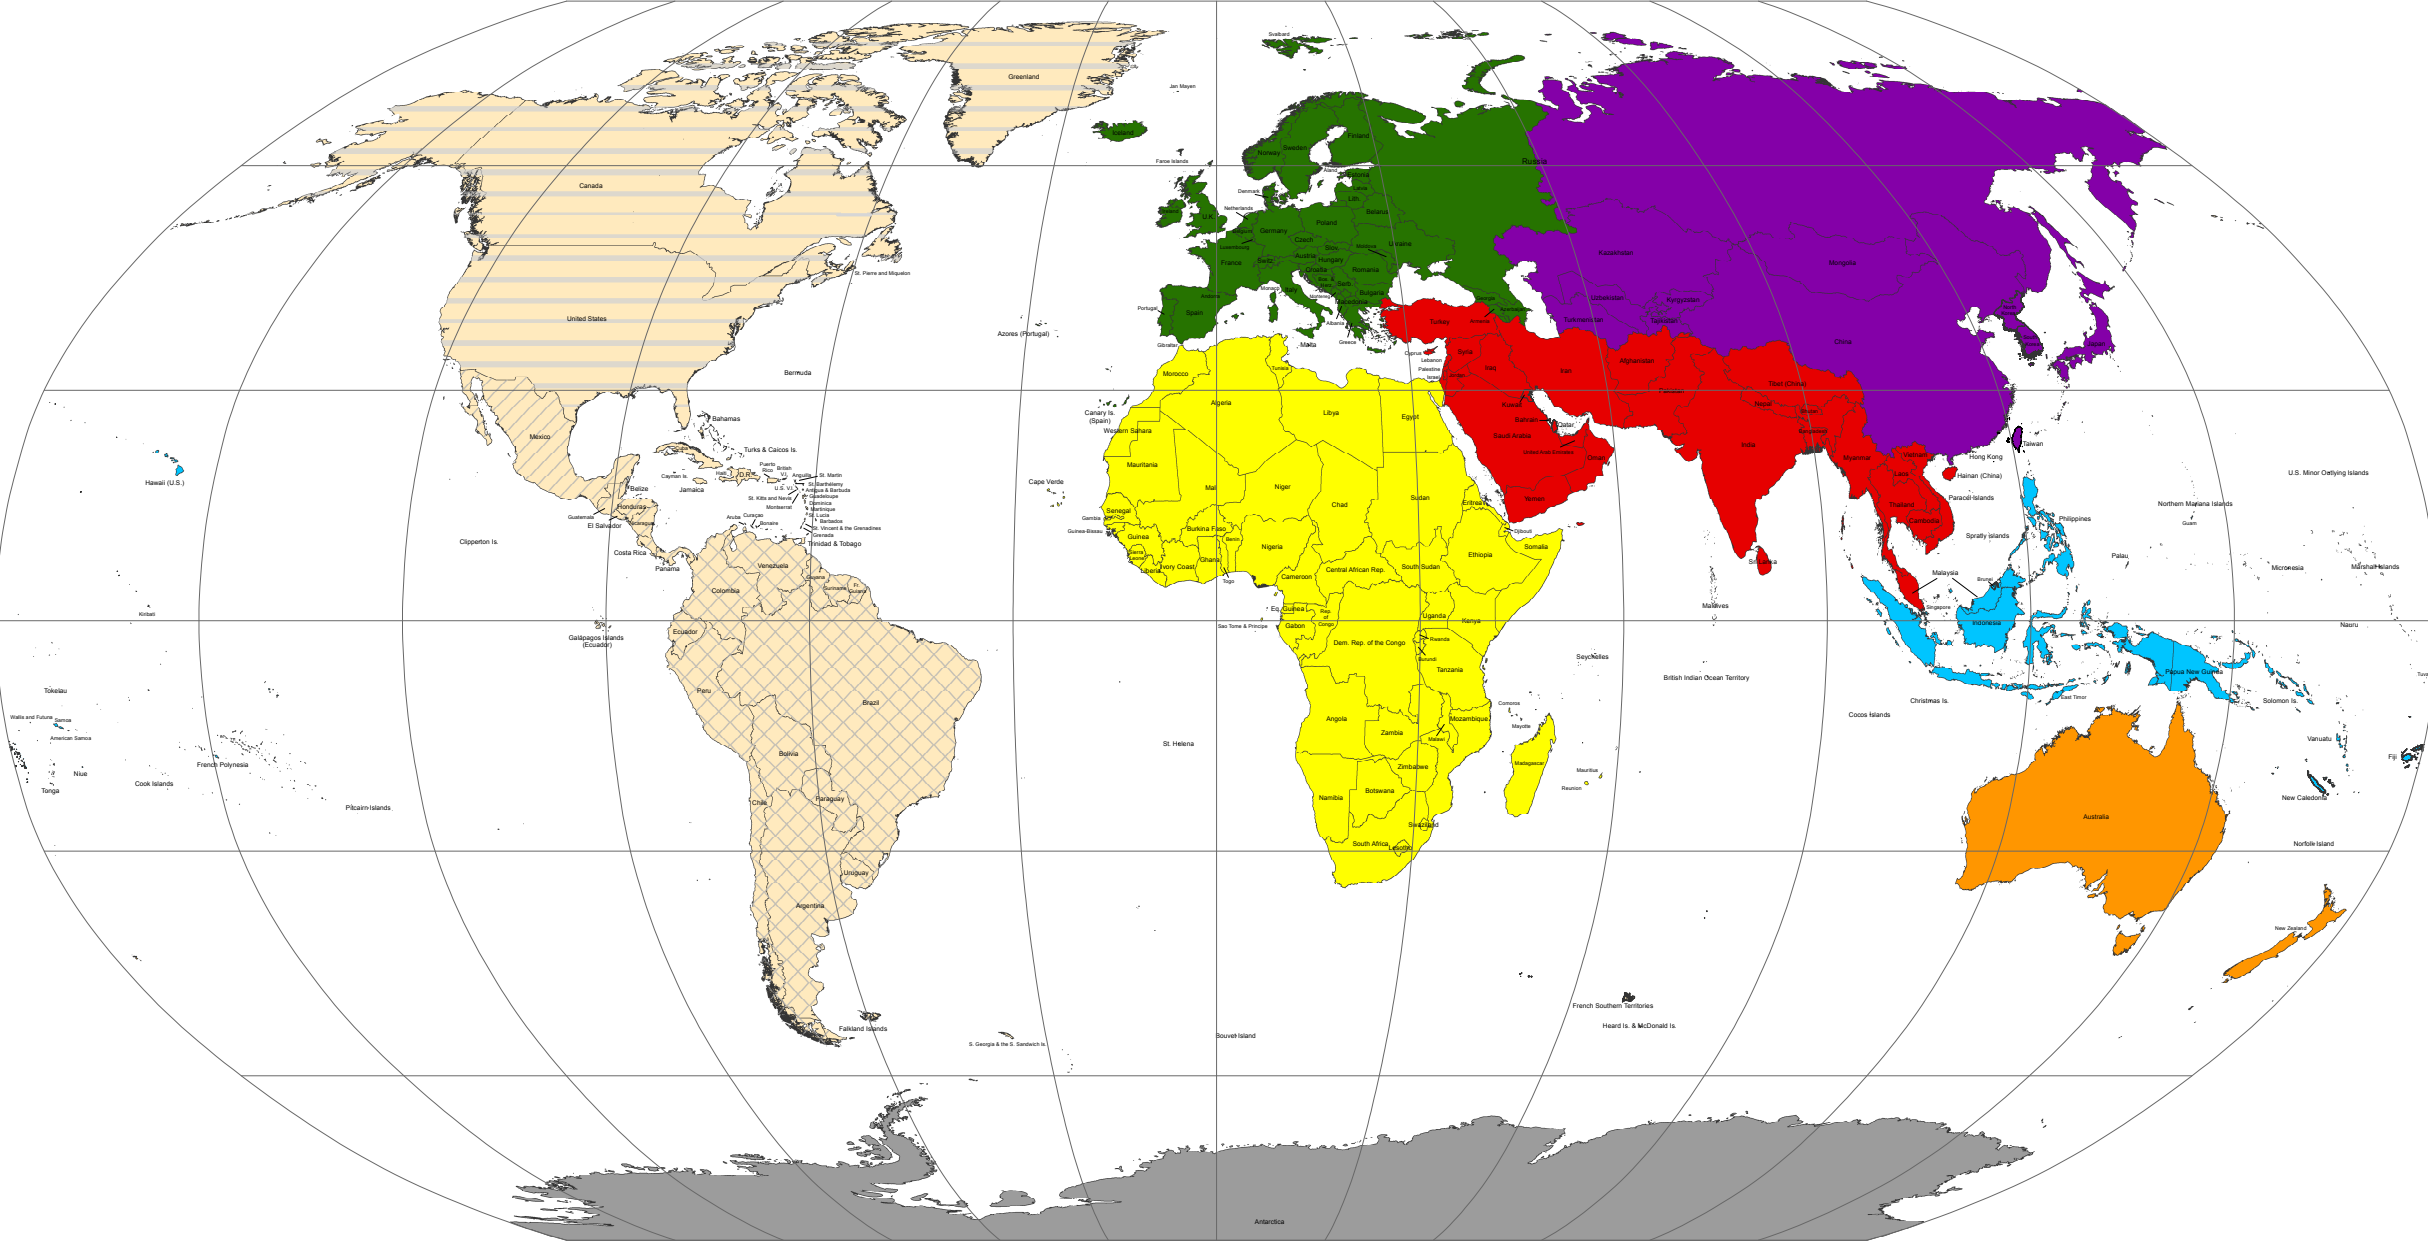 Svalbard
Greenland
Jan Mayen
Iceland
Faroe Islands
Norway
Sweden
Finland
Russia
Canada
Åland
Estonia
Latvia
Lith.
Denmark
Netherlands
U.K.
Belarus
Poland
Germany
Belgium
Luxembourg
Czech
Ukraine
Moldova
Slov.
Austria
Hungary
France
Switz.
Croatia
Romania
Kazakhstan
Mongolia
St. Pierre and Miquelon
Monaco
Italy
Serb.
Bulgaria
Andorra
Macedonia
Portugal
Spain
Albania
Greece
Georgia
Armenia
Azerbaijan
Turkey
Uzbekistan
Kyrgyzstan
Turkmenistan
Tajikistan
China
Japan
United States
Azores (Portugal)
Gibraltar
Malta
Cyprus
Lebanon
Syria
Palestine
Israel
Jordan
Iraq
Iran
Afghanistan
Pakistan
Tibet (China)
Nepal
Bhutan
Bangladesh
India
Bermuda
Morocco
Tunisia
Algeria
Libya
Egypt
Kuwait
Bahrain
Qatar
Saudi Arabia
United Arab Emirates
Oman
Yemen
Canary Is.
(Spain)
Western Sahara
Bahamas
Mexico
Turks & Caicos Is.
Cayman Is.
Jamaica
Haiti
D.R.
Puerto
Rico
British
V.I.
Anguilla
St. Martin
St. Barthélemy
Antigua & Barbuda
Guadeloupe
Dominica
Martinique
St. Lucia
Barbados
St. Vincent & the Grenadines
Grenada
Trinidad & Tobago
U.S. V.I.
St. Kitts and Nevis
Montserrat
Aruba
Curaçao
Bonaire
Belize
Honduras
Guatemala
El Salvador
Nicaragua
Costa Rica
Panama
Hawaii (U.S.)
Clipperton Is.
Cape Verde
Mauritania
Mali
Niger
Chad
Sudan
Eritrea
Djibouti
Senegal
Gambia
Guinea-Bissau
Guinea
Sierra
Leone
Liberia
Ivory Coast
Burkina Faso
Ghana
Benin
Togo
Nigeria
Cameroon
Central African Rep.
South Sudan
Ethiopia
Somalia
Myanmar
Vietnam
Laos
Thailand
Cambodia
Hong Kong
Taiwan
Hainan (China)
Paracel Islands
Spratly Islands
Philippines
Sri Lanka
Maldives
Malaysia
Brunei
Singapore
Indonesia
Northern Mariana Islands
Guam
U.S. Minor Outlying Islands
Palau
Micronesia
Marshall Islands
Nauru
Kiribati
Galápagos Islands
(Ecuador)
Venezuela
Guyana
Suriname
Fr.
Guiana
Colombia
Ecuador
Peru
Brazil
Bolivia
Chile
Paraguay
Uruguay
Argentina
Falkland Islands
S. Georgia & the S. Sandwich Is.
Sao Tome & Principe
Eq. Guinea
Gabon
Rep.
of
Congo
Dem. Rep. of the Congo
Uganda
Kenya
Rwanda
Burundi
Tanzania
Angola
Zambia
Malawi
Mozambique
Zimbabwe
Namibia
Botswana
Swaziland
South Africa
Lesotho
Comoros
Mayotte
Madagascar
Mauritius
Reunion
Seychelles
British Indian Ocean Territory
St. Helena
Cocos Islands
Christmas Is.
East Timor
Papua New Guinea
Solomon Is.
Tuva
Vanuatu
Fiji
New Caledonia
Australia
Norfolk Island
New Zealand
Tokelau
Wallis and Futuna
Samoa
American Samoa
Niue
Tonga
Cook Islands
French Polynesia
Pitcairn Islands
French Southern Territories
Heard Is. & McDonald Is.
Bouvet Island
Antarctica